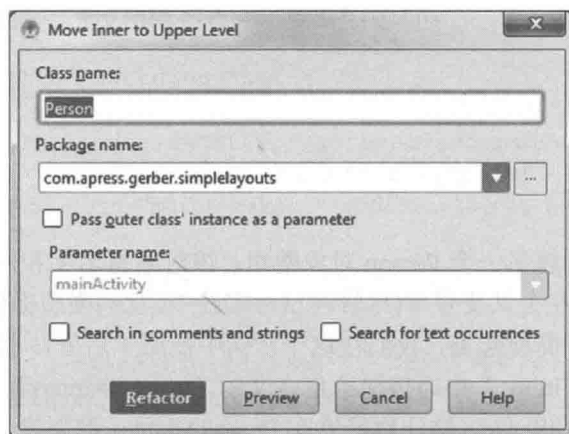 Move Inner to Upper Level
Class name:
Person
Package name:
com.apress.gerber.simplelayouts
...
Pass outer class' instance as a parameter
Parameter name:
mainActivity
Search in comments and strings
Search for text occurrences
Refactor
Preview
Cancel
Help